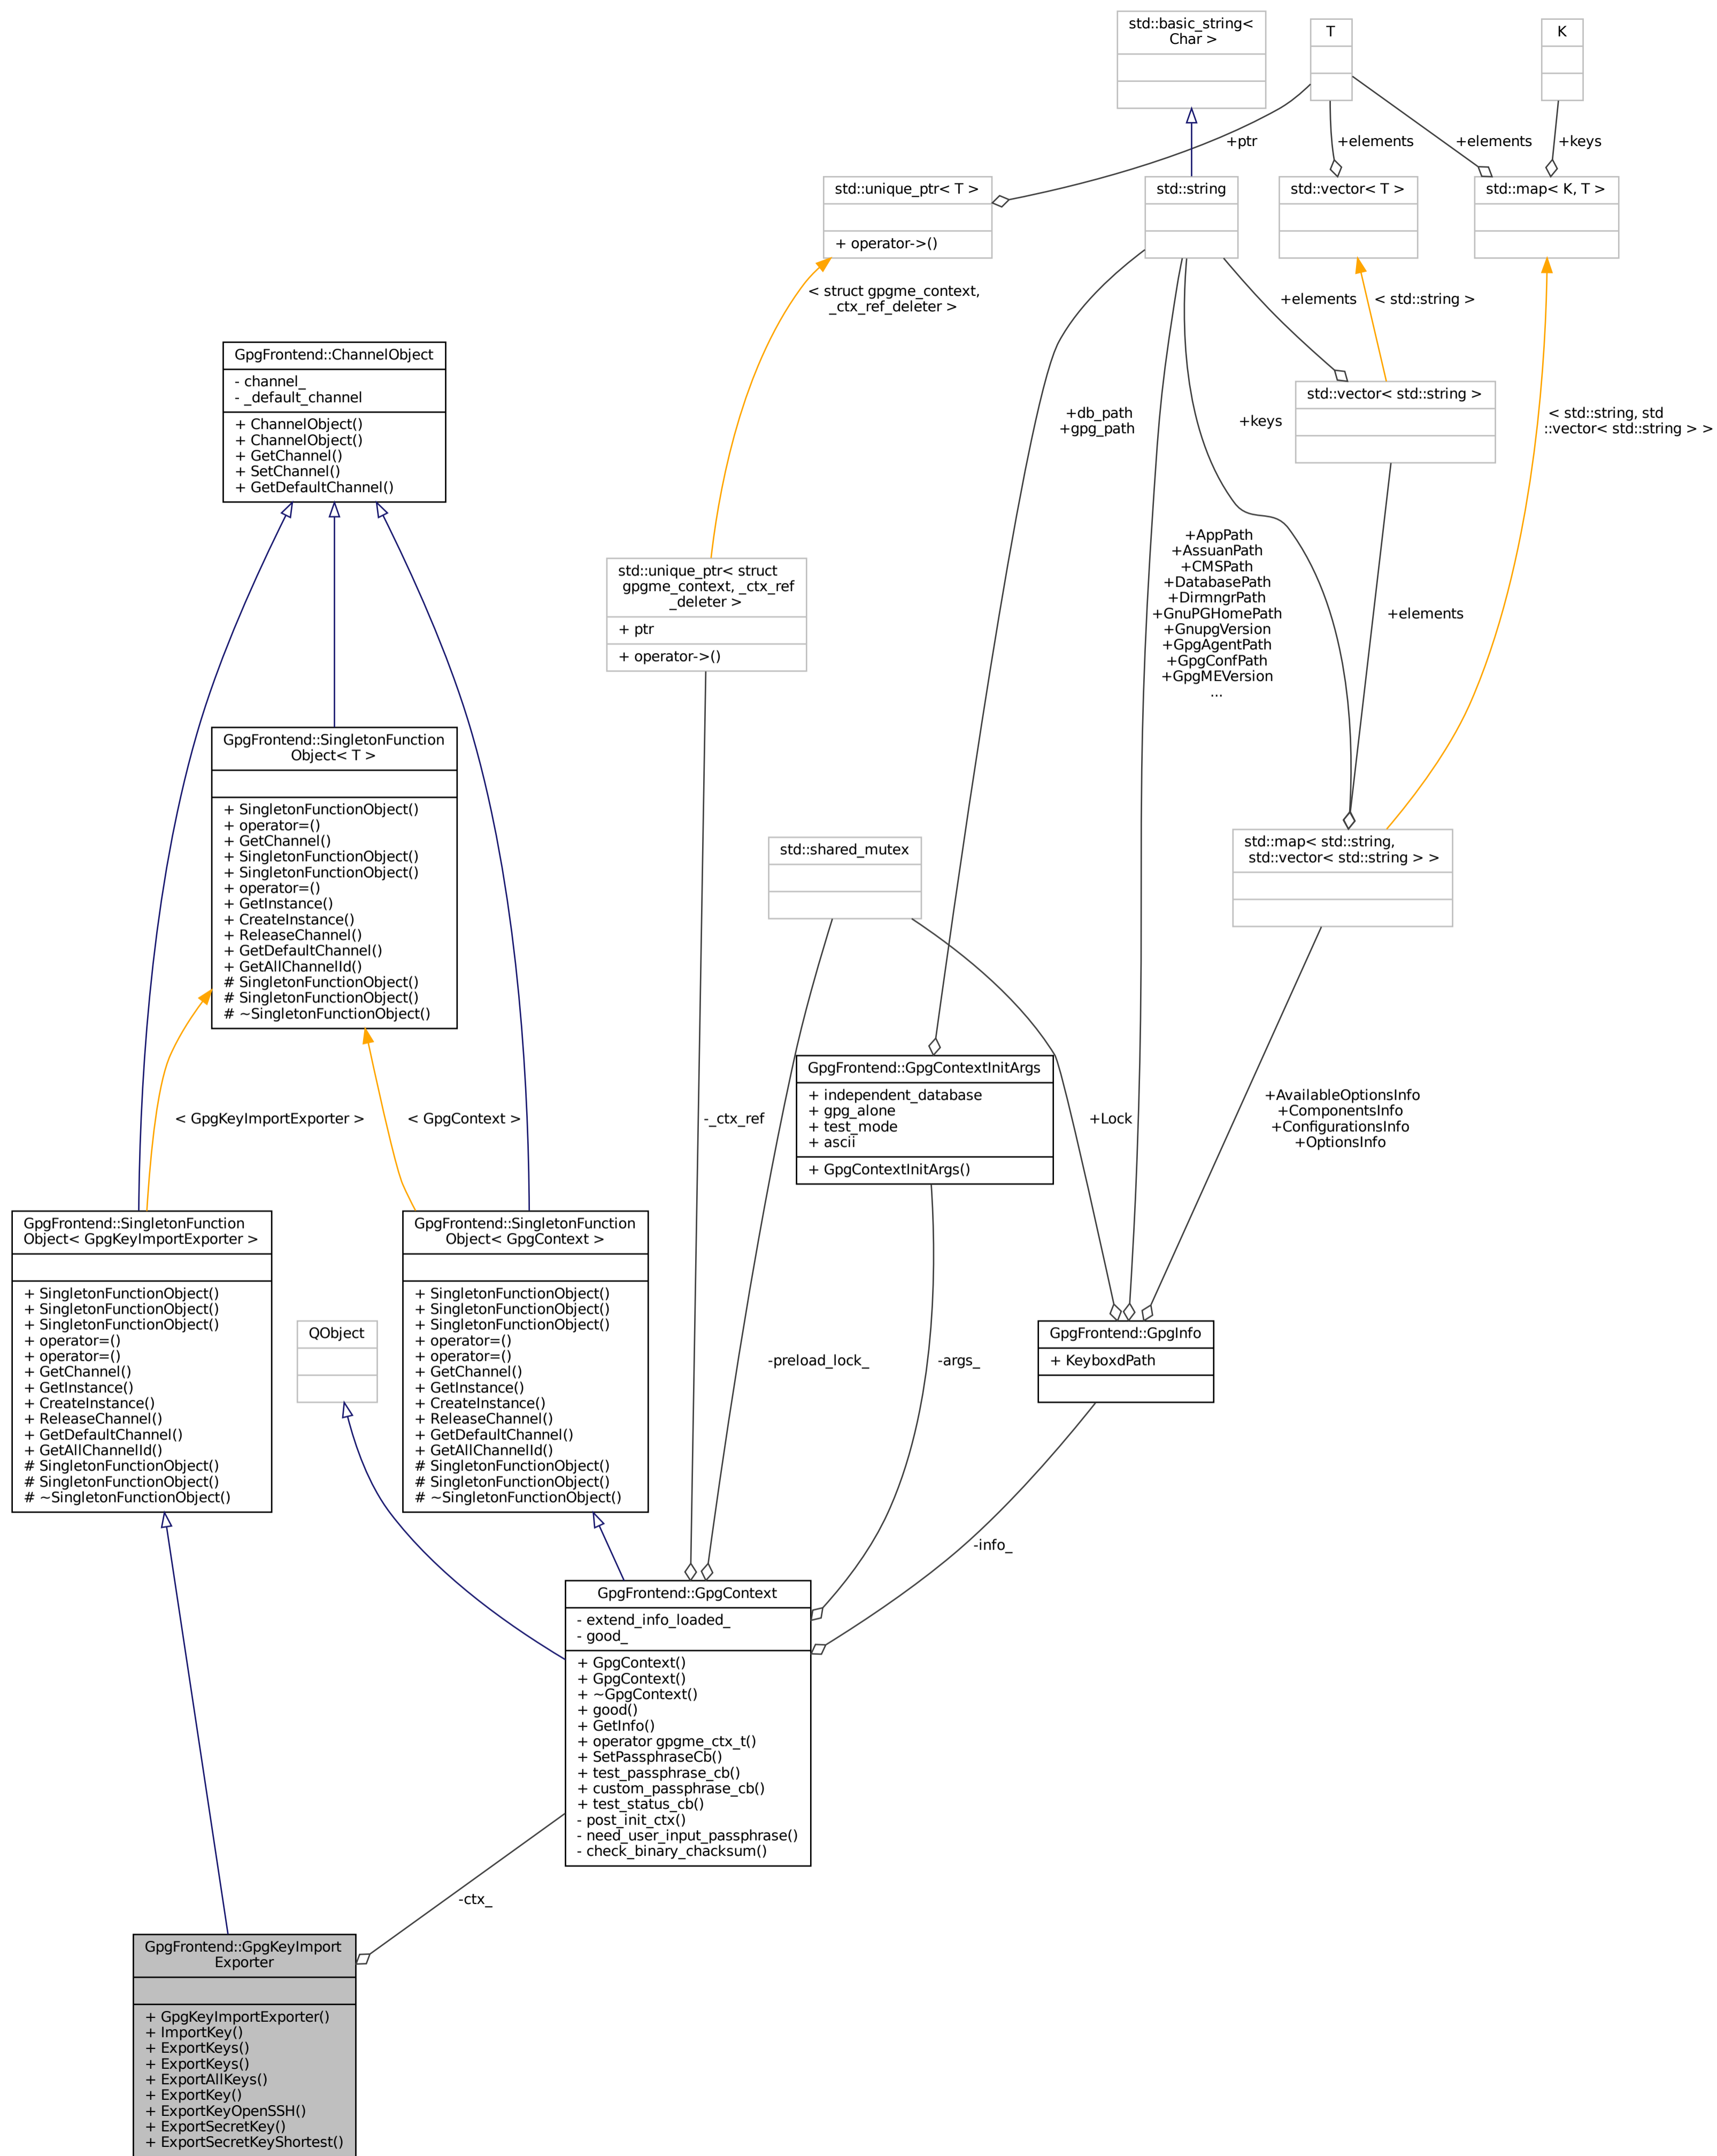 std::basic_string<
Char >
T
K
+ptr
+elements
+elements
+keys
std::unique_ptr< T >
+ operator->()
std::string
std::vector< T >
std::map< K, T >
< struct gpgme_context,
_ctx_ref_deleter >
+elements
< std::string >
GpgFrontend::ChannelObject
- channel_
- _default_channel
+ ChannelObject()
+ ChannelObject()
+ GetChannel()
+ SetChannel()
+ GetDefaultChannel()
+db_path
+gpg_path
+keys
std::vector< std::string >
< std::string, std
::vector< std::string > >
std::unique_ptr< struct
gpgme_context, _ctx_ref
_deleter >
+ ptr
+ operator->()
+AppPath
+AssuanPath
+CMSPath
+DatabasePath
+DirmngrPath
+GnuPGHomePath
+GnupgVersion
+GpgAgentPath
+GpgConfPath
+GpgMEVersion
...
+elements
GpgFrontend::SingletonFunction
Object< T >
+ SingletonFunctionObject()
+ operator=()
+ GetChannel()
+ SingletonFunctionObject()
+ SingletonFunctionObject()
+ operator=()
+ GetInstance()
+ CreateInstance()
+ ReleaseChannel()
+ GetDefaultChannel()
+ GetAllChannelId()
# SingletonFunctionObject()
# SingletonFunctionObject()
# ~SingletonFunctionObject()
std::shared_mutex
std::map< std::string,
std::vector< std::string > >
< GpgKeyImportExporter >
< GpgContext >
-_ctx_ref
GpgFrontend::GpgContextInitArgs
+ independent_database
+ gpg_alone
+ test_mode
+ ascii
+ GpgContextInitArgs()
+Lock
+AvailableOptionsInfo
+ComponentsInfo
+ConfigurationsInfo
+OptionsInfo
GpgFrontend::SingletonFunction
Object< GpgKeyImportExporter >
+ SingletonFunctionObject()
+ SingletonFunctionObject()
+ SingletonFunctionObject()
+ operator=()
+ operator=()
+ GetChannel()
+ GetInstance()
+ CreateInstance()
+ ReleaseChannel()
+ GetDefaultChannel()
+ GetAllChannelId()
# SingletonFunctionObject()
# SingletonFunctionObject()
# ~SingletonFunctionObject()
QObject
GpgFrontend::SingletonFunction
Object< GpgContext >
+ SingletonFunctionObject()
+ SingletonFunctionObject()
+ SingletonFunctionObject()
+ operator=()
+ operator=()
+ GetChannel()
+ GetInstance()
+ CreateInstance()
+ ReleaseChannel()
+ GetDefaultChannel()
+ GetAllChannelId()
# SingletonFunctionObject()
# SingletonFunctionObject()
# ~SingletonFunctionObject()
-preload_lock_
-args_
GpgFrontend::GpgInfo
+ KeyboxdPath
-info_
GpgFrontend::GpgContext
- extend_info_loaded_
- good_
+ GpgContext()
+ GpgContext()
+ ~GpgContext()
+ good()
+ GetInfo()
+ operator gpgme_ctx_t()
+ SetPassphraseCb()
+ test_passphrase_cb()
+ custom_passphrase_cb()
+ test_status_cb()
- post_init_ctx()
- need_user_input_passphrase()
- check_binary_chacksum()
-ctx_
GpgFrontend::GpgKeyImport
Exporter
+ GpgKeyImportExporter()
+ ImportKey()
+ ExportKeys()
+ ExportKeys()
+ ExportAllKeys()
+ ExportKey()
+ ExportKeyOpenSSH()
+ ExportSecretKey()
+ ExportSecretKeyShortest()